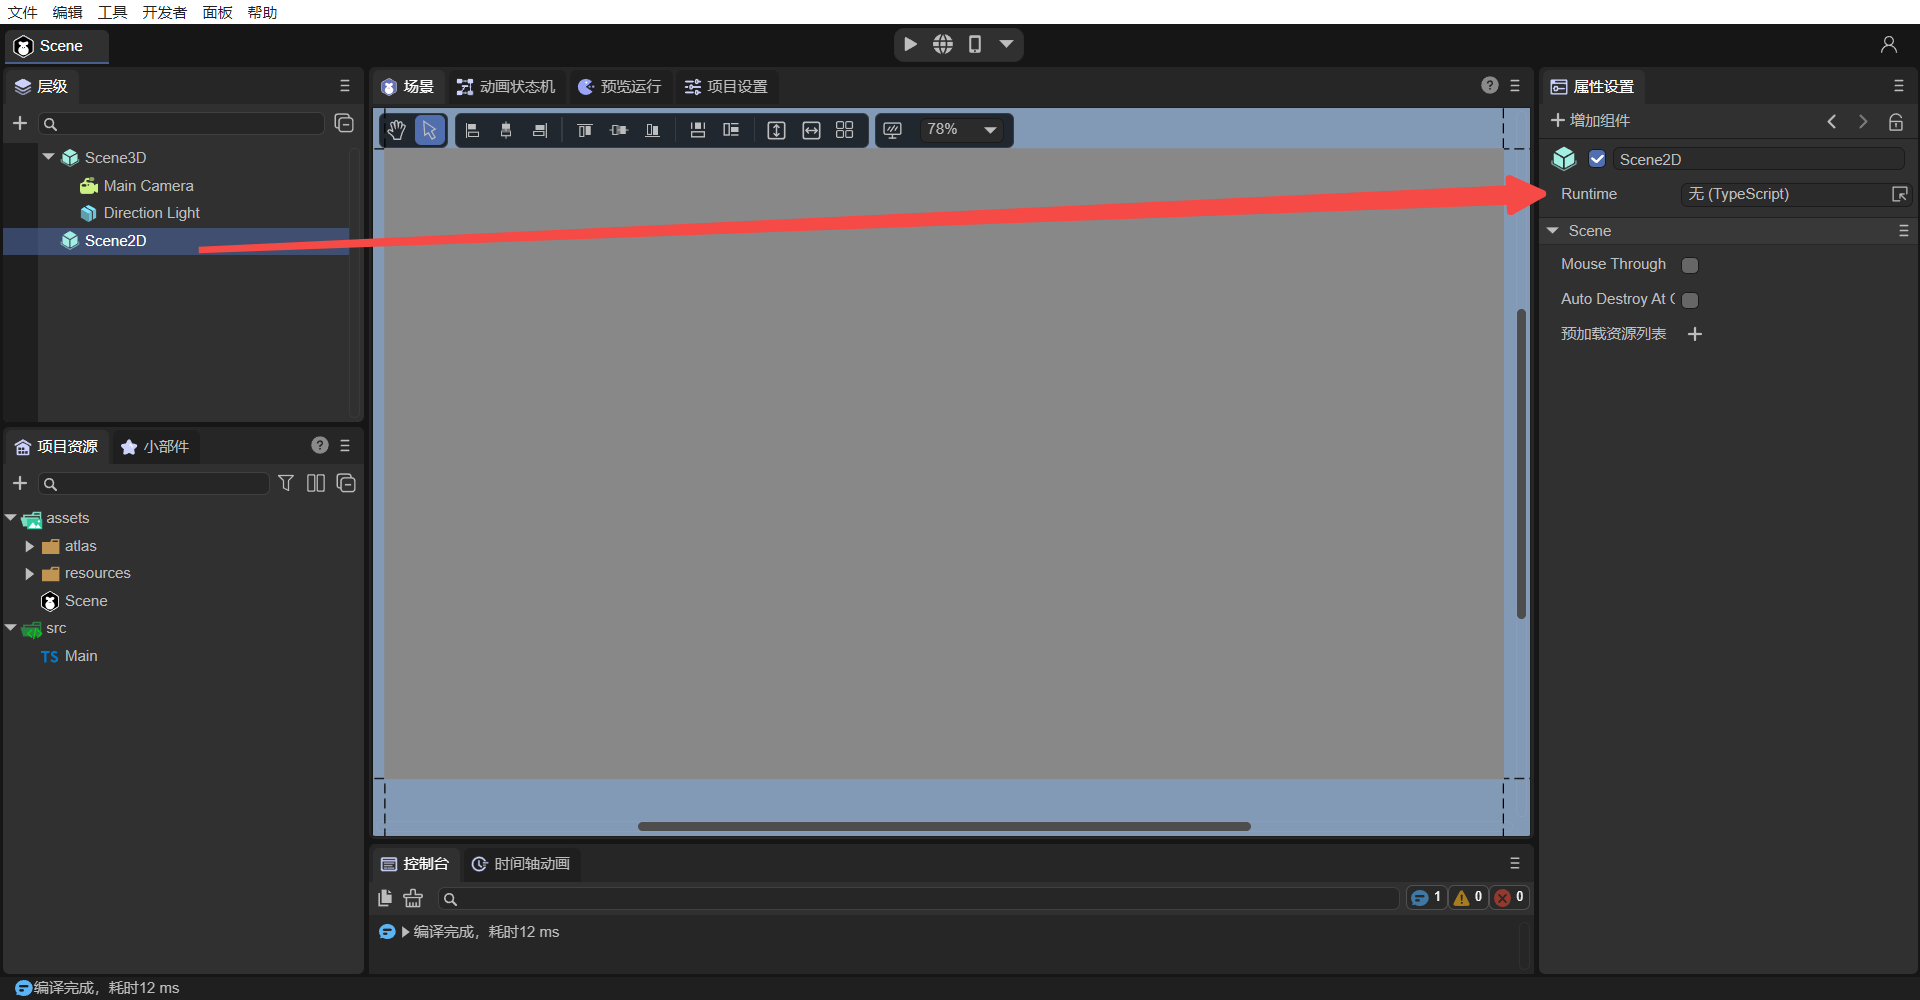 文件 编辑 工具 开发者 面板 帮助
Scene
层级
Scene3D
Main Camera
Direction Light
Scene2D
项目资源 小部件
assets
atlas
resources
Scene
src
TS Main
场景 动画状态机 预览运行 项目设置
78%
控制台 时间轴动画
1 0 0
编译完成，耗时12 ms
属性设置
增加组件
Scene2D
Runtime 无 (TypeScript)
Scene
Mouse Through
Auto Destroy At
预加载资源列表
编译完成，耗时12 ms